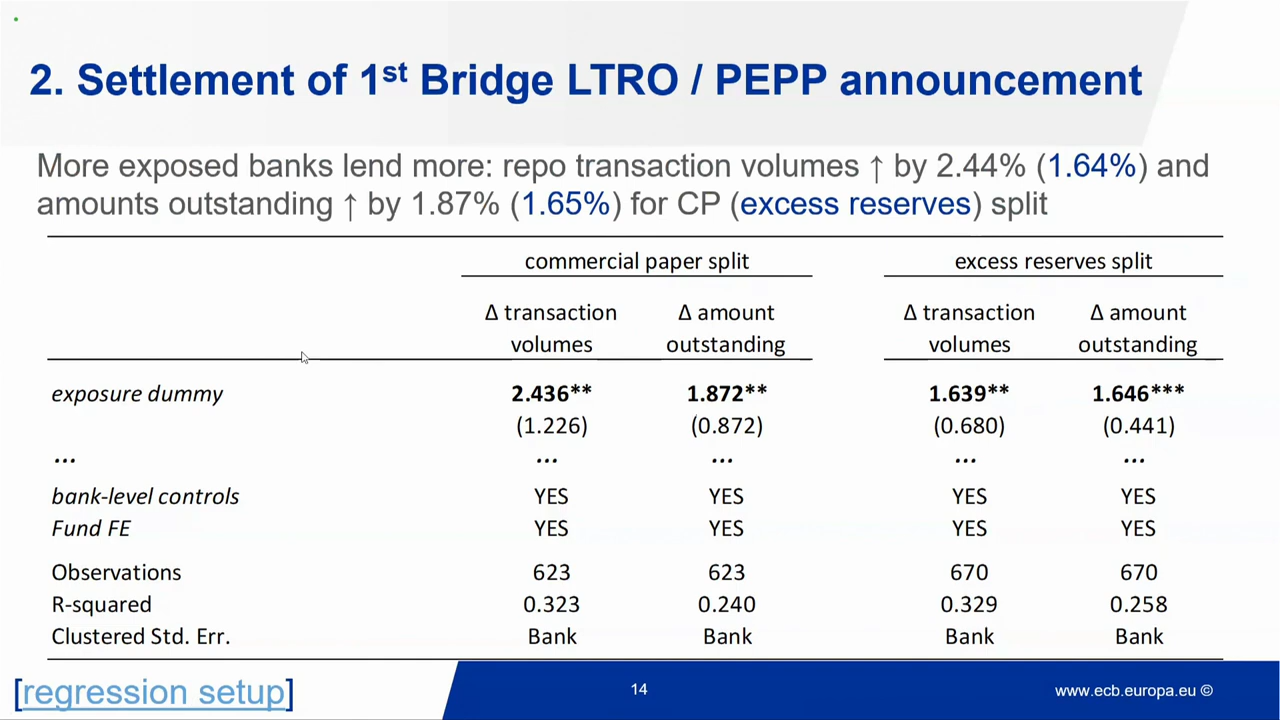 2. Settlement of 1st Bridge LTRO / PEPP announcement
More exposed banks lend more: repo transaction volumes ↑ by 2.44% (1.64%) and
amounts outstanding ↑ by 1.87% (1.65%) for CP (excess reserves) split
commercial paper split excess reserves split
Δ transaction Δ amount Δ transaction Δ amount
volumes outstanding volumes outstanding
exposure dummy 2.436** 1.872** 1.639** 1.646***
(1.226) (0.872) (0.680) (0.441)
... ... ... ... ...
bank-level controls YES YES YES YES
Fund FE YES YES YES YES
Observations 623 623 670 670
R-squared 0.323 0.240 0.329 0.258
Clustered Std. Err. Bank Bank Bank Bank
[regression setup] 14 www.ecb.europa.eu ©